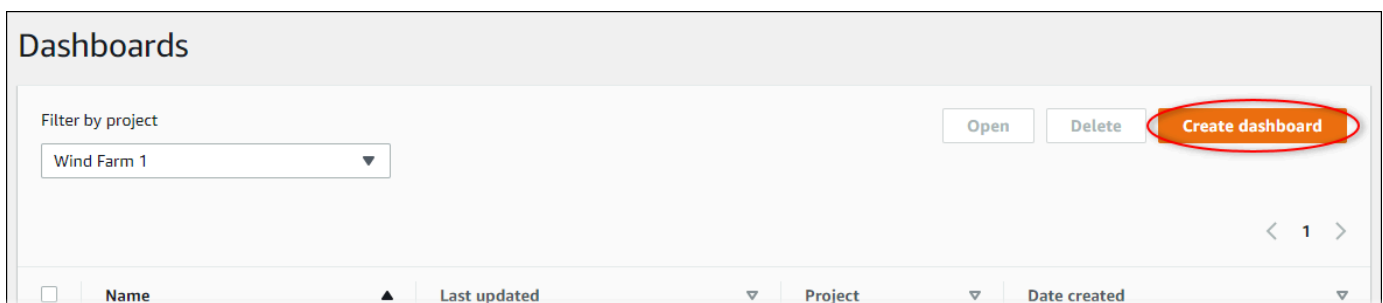 Dashboards
Filter by project
Open Delete Create dashboard
Wind Farm 1
1
Name Last updated Project Date created